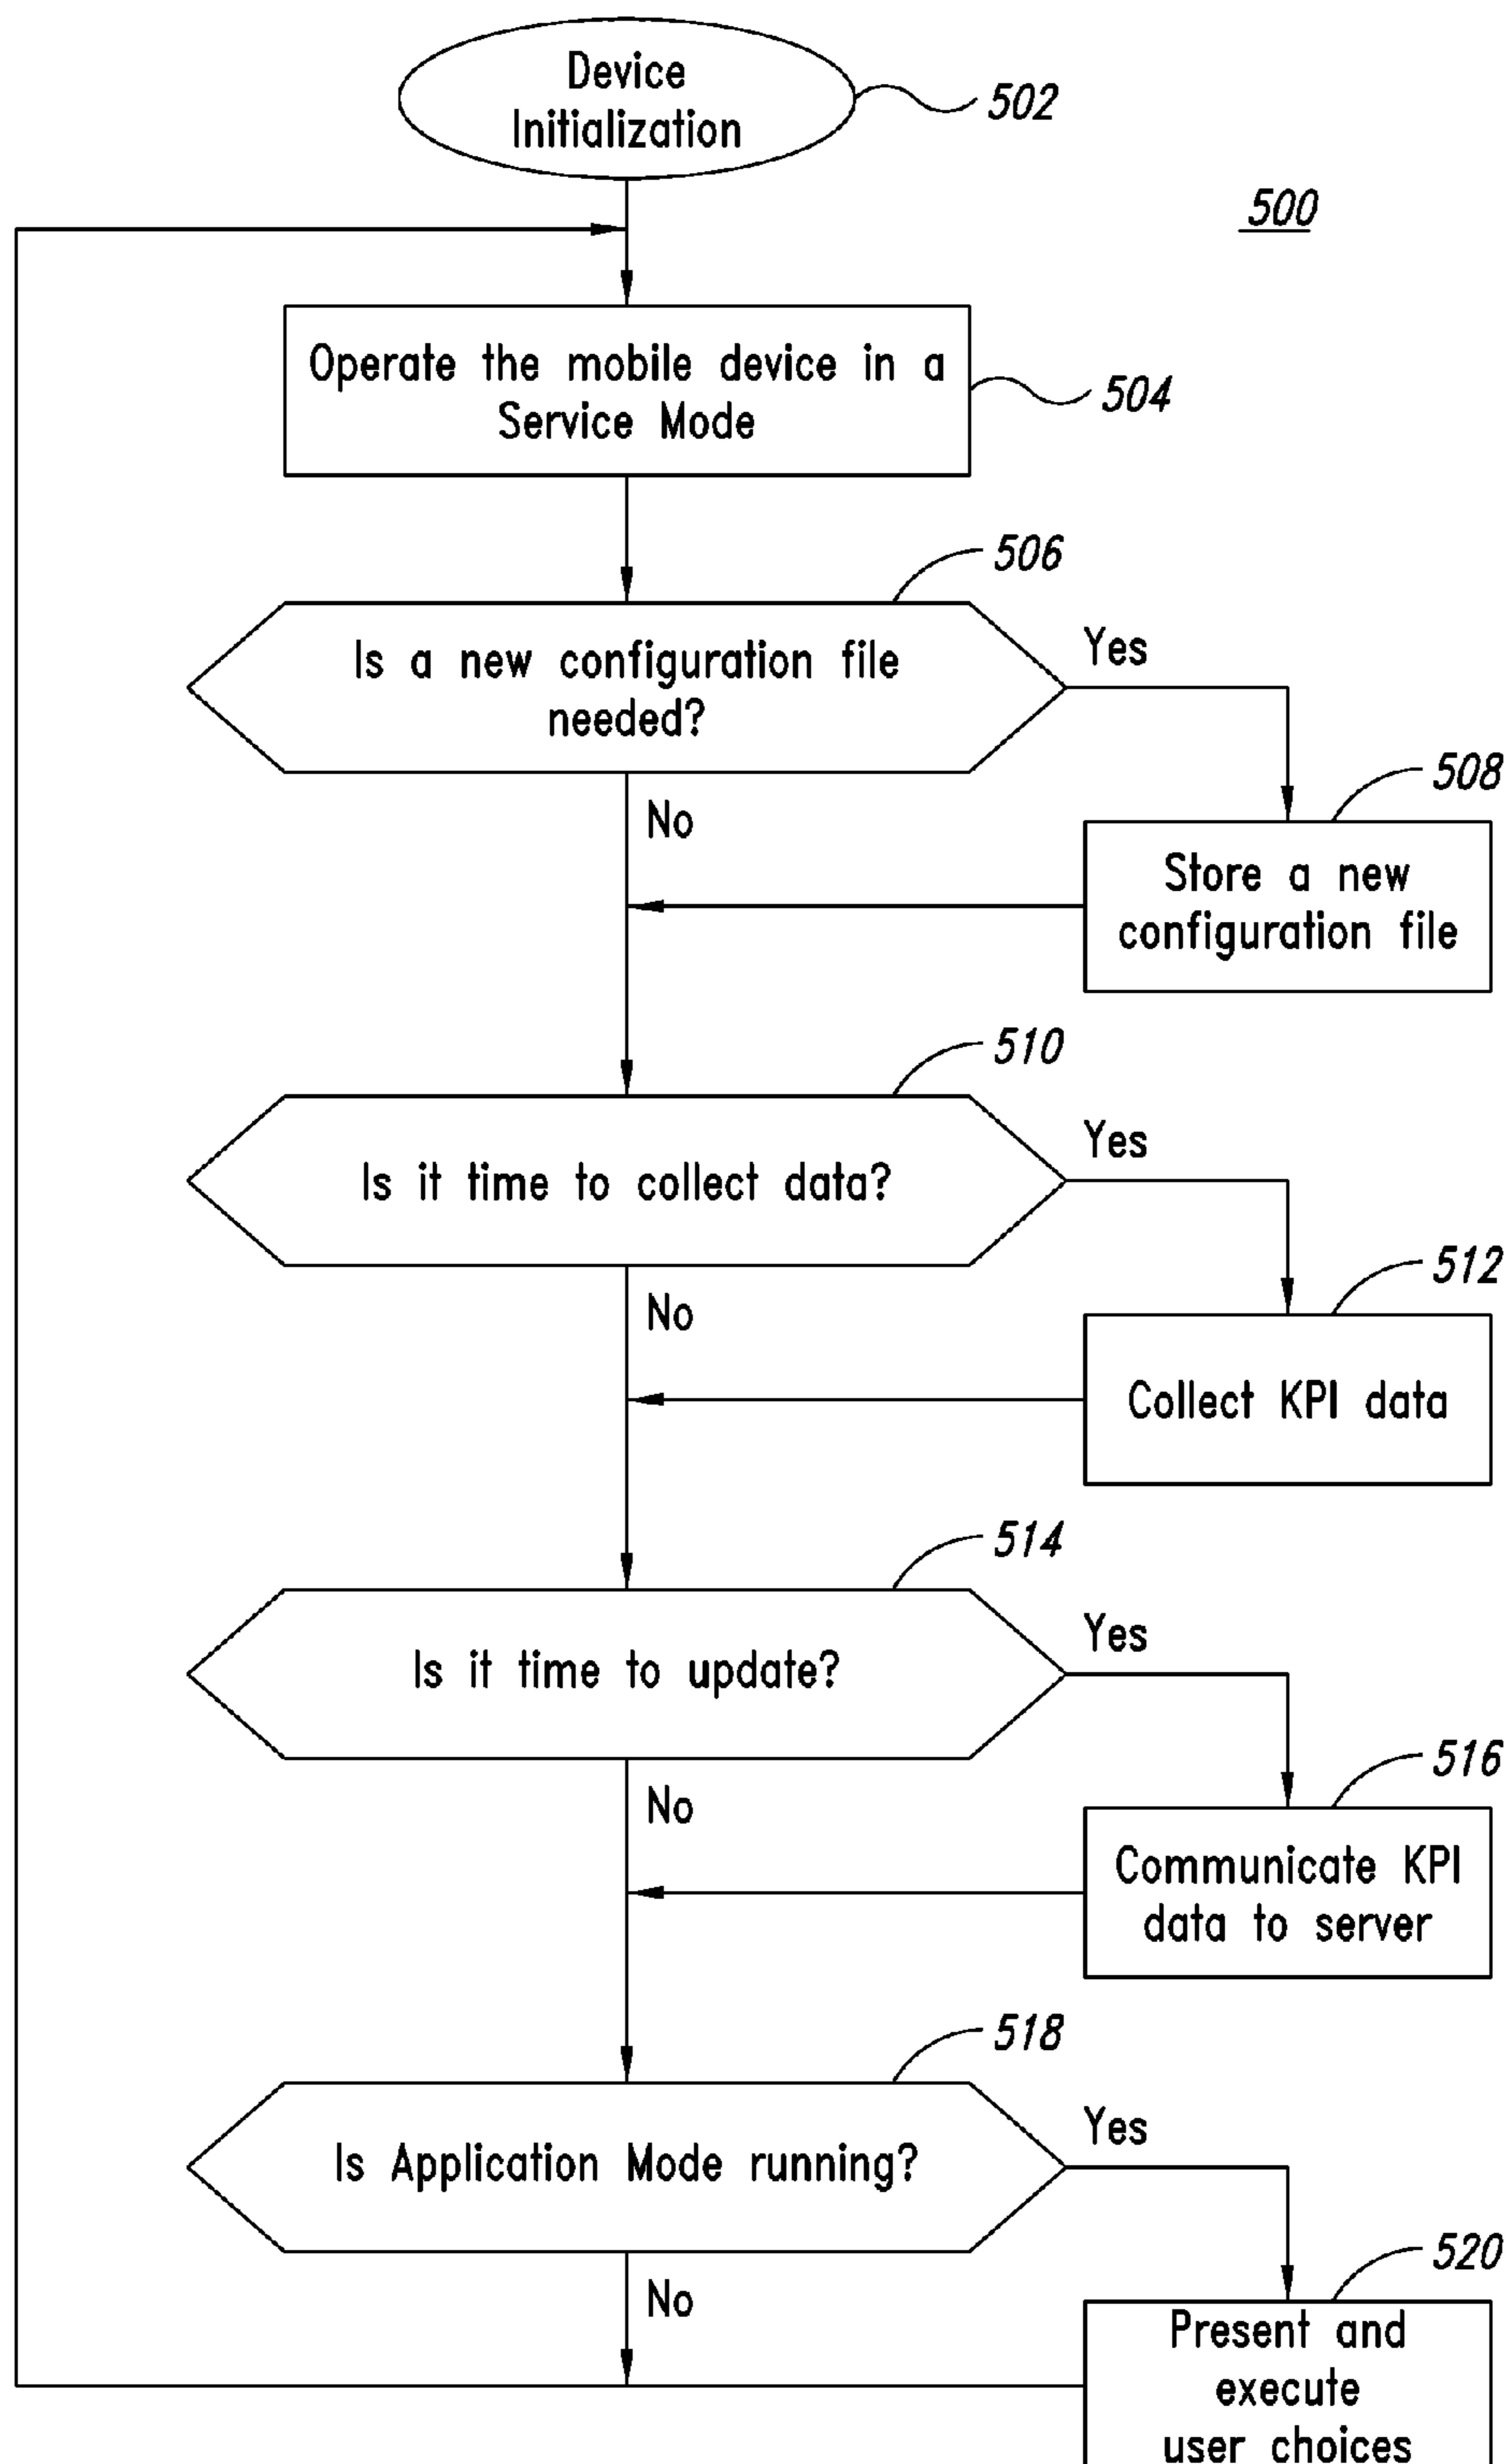 Device
Initialization
502
500
Operate the mobile device in a
Service Mode
504
506
Is a new configuration file
needed?
Yes
No
508
Store a new
configuration file
510
Is it time to collect data?
Yes
No
512
Collect KPI data
514
Is it time to update?
Yes
No
516
Communicate KPI
data to server
518
Is Application Mode running?
Yes
No
520
Present and
execute
user choices